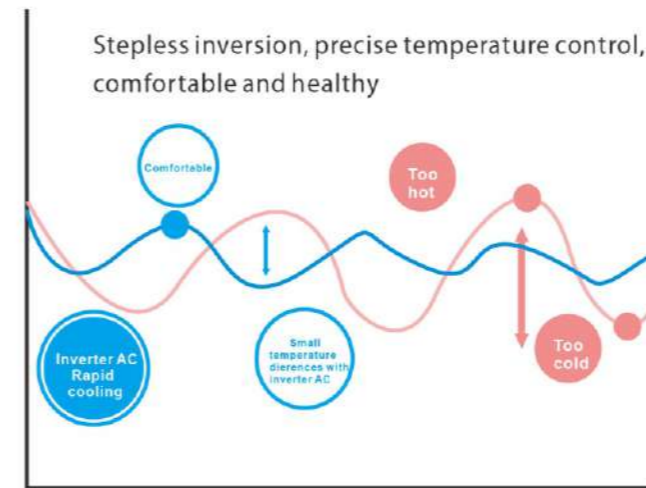 Stepless inversion, precise temperature control,
comfortable and healthy
Comfortable
Too
hot
Inverter AC
Rapid
cooling
Small
temperature
dierences with
inverter AC
Too
cold